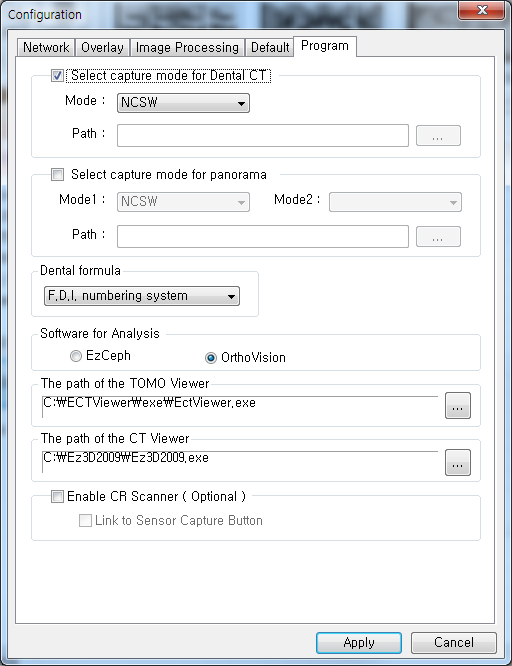 Configuration
Network Overlay Image Processing Default Program
Select capture mode for Dental CT
Mode : NCSW
Path : ...
Select capture mode for panorama
Mode1 : NCSW Mode2 :
Path : ...
Dental formula
F.D.I. numbering system
Software for Analysis
EzCeph OrthoVision
The path of the TOMO Viewer
C:₩ECTViewer₩exe₩EctViewer.exe ...
The path of the CT Viewer
C:₩Ez3D2009₩Ez3D2009.exe ...
Enable CR Scanner ( Optional )
Link to Sensor Capture Button
Apply Cancel